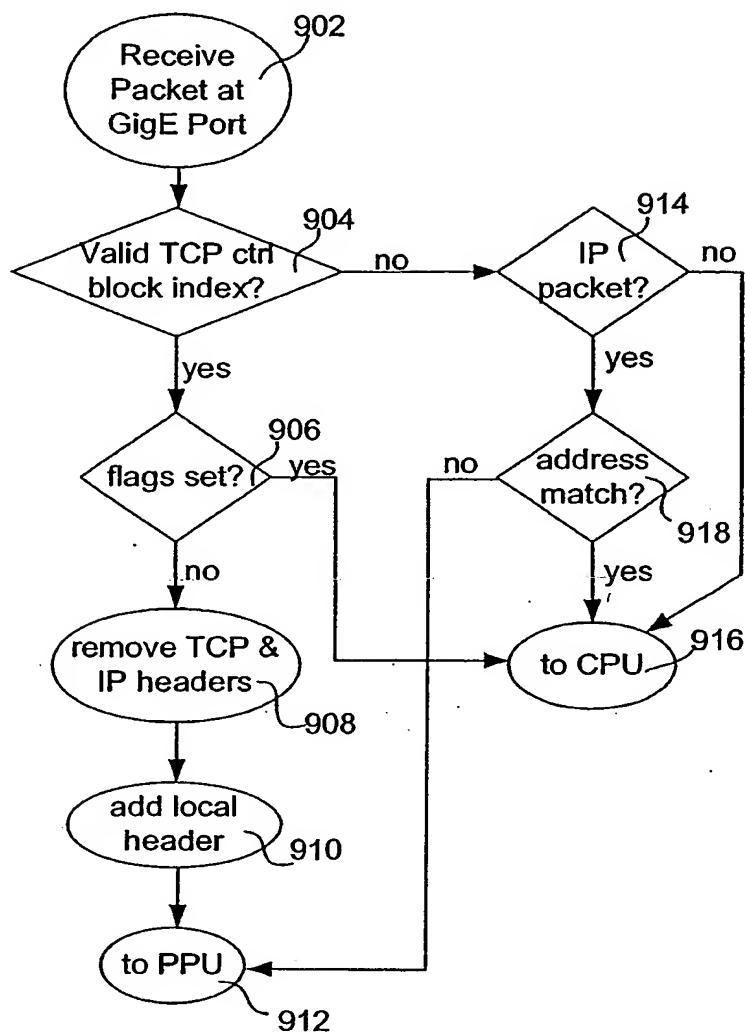 902
Receive
Packet at
GigE Port
904
Valid TCP ctrl
block index?
no
914
IP
packet?
no
yes
yes
906
flags set?
yes
no
address
match?
918
no
yes
remove TCP &
IP headers
908
to CPU
916
add local
header
910
to PPU
912